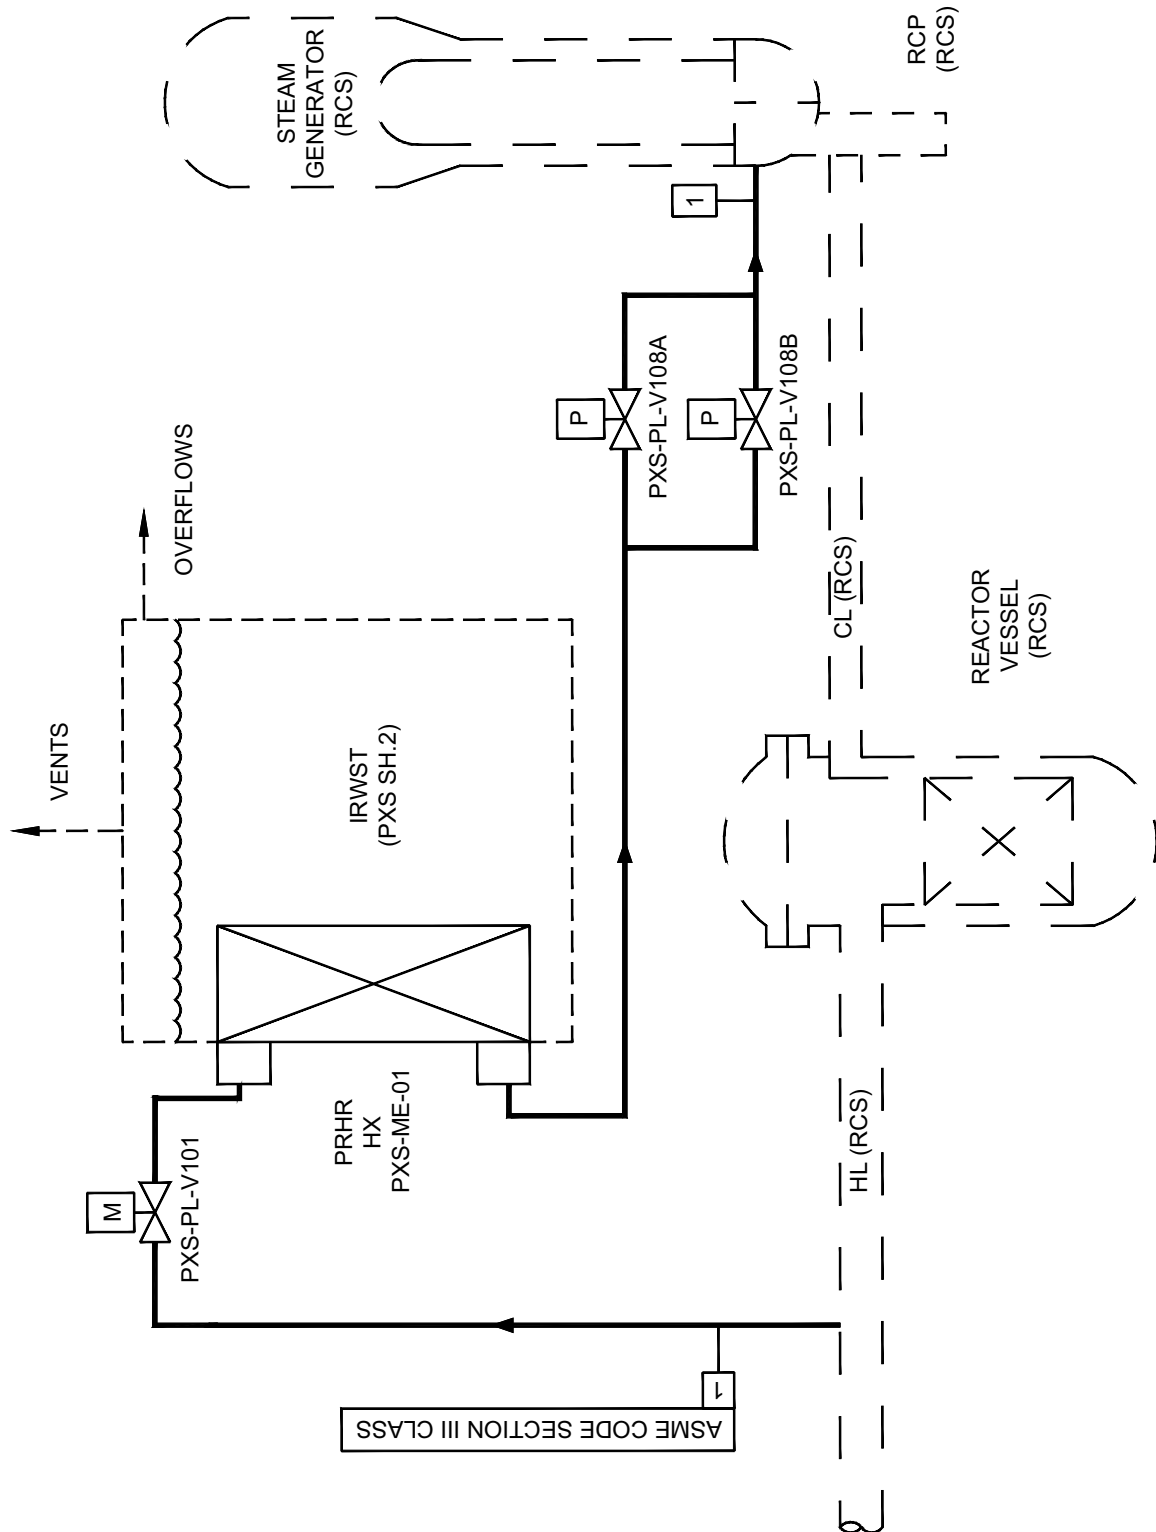 STEAM
GENERATOR
(RCS)
RCP
(RCS)
1
OVERFLOWS
VENTS
P
PXS-PL-V108A
P
PXS-PL-V108B
IRWST
(PXS SH.2)
CL (RCS)
REACTOR
VESSEL
(RCS)
PRHR
HX
PXS-ME-01
M
PXS-PL-V101
HL (RCS)
1
ASME CODE SECTION III CLASS